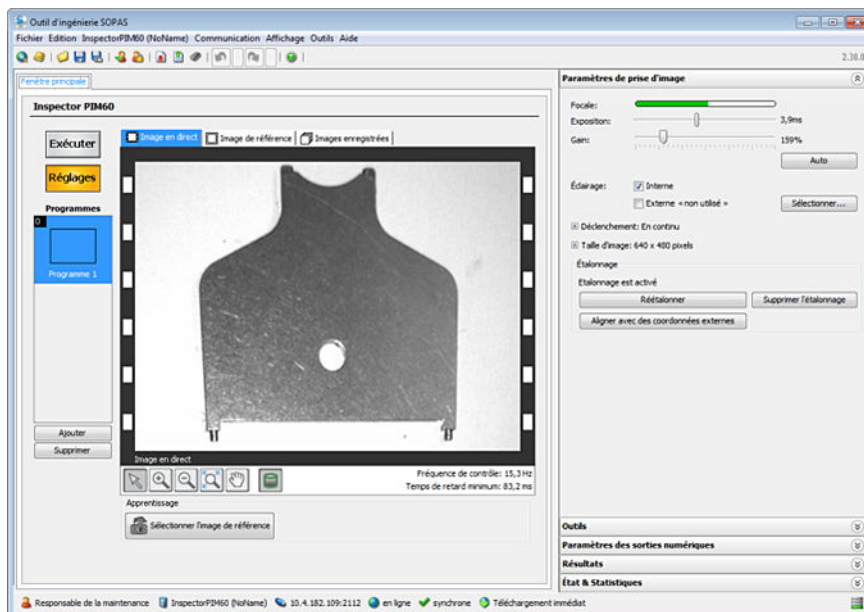 Outil d'ingénierie SOPAS
Fichier Edition InspectorPIM60 (NoName) Communication Affichage Outils Aide
2.38.0
Fenêtre principale
Inspector PIM60
Exécuter
Réglages
Programmes
0
Programme 1
Ajouter
Supprimer
Image en direct
Image de référence
Images enregistrées
Image en direct
Fréquence de contrôle: 15,3 Hz
Temps de retard minimum: 83,2 ms
Apprentissage
Sélectionner l'image de référence
Paramètres de prise d'image
Focale:
Exposition: 3,9ms
Gain: 159%
Auto
Éclairage: Interne
Externe « non utilisé » Sélectionner...
Déclenchement: En continu
Taille d'image: 640 x 480 pixels
Étalonnage
Etalonnage est activé
Réétalonner Supprimer l'étalonnage
Aligner avec des coordonnées externes
Outils
Paramètres des sorties numériques
Résultats
État & Statistiques
Responsable de la maintenance InspectorPIM60 (NoName) 10.4.182.109:2112 en ligne synchrone Téléchargement immédiat